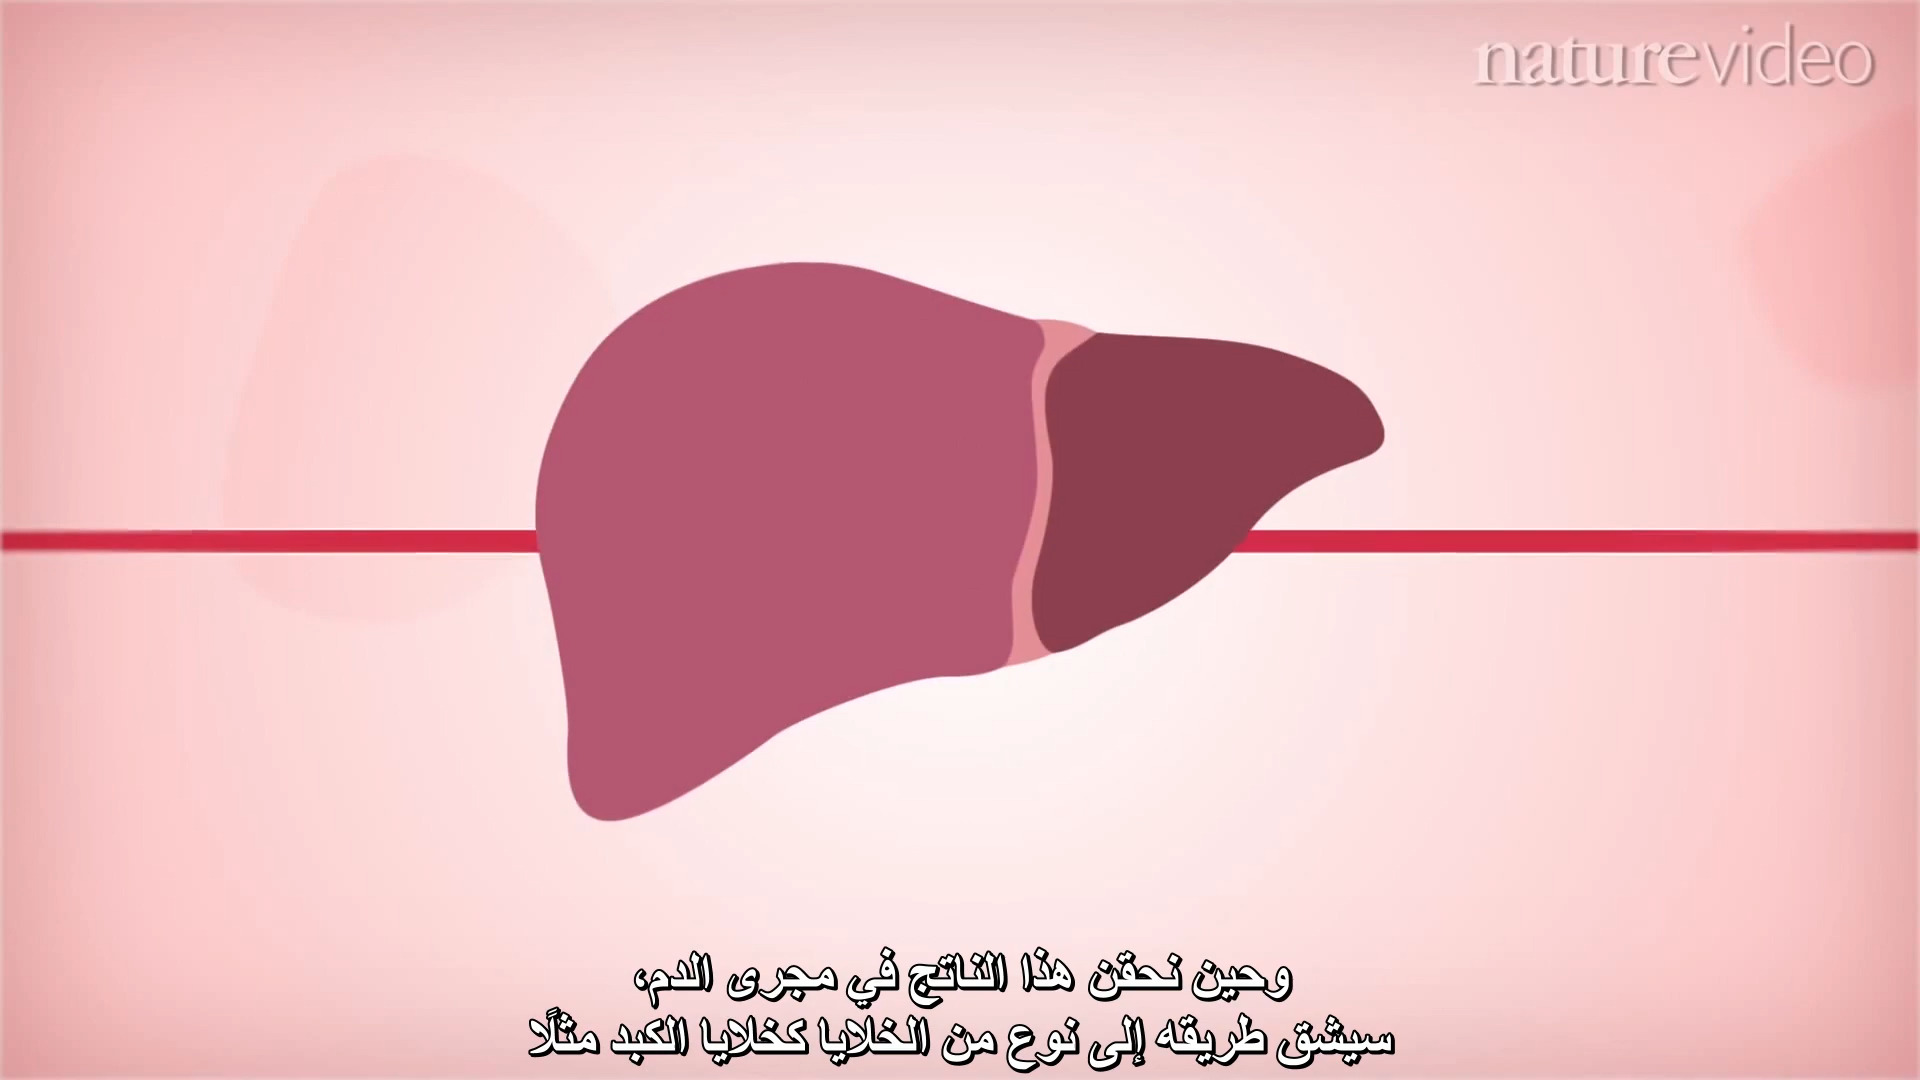 naturevideo
وحين نحقن هذا الناتج في مجرى الدم،
سيشق طريقه إلى نوع من الخلايا كخلايا الكبد مثلًا